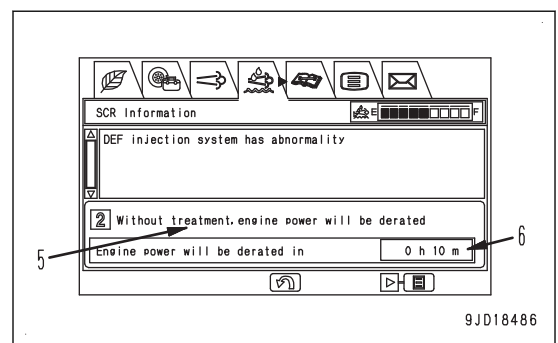 SCR Information
E F
DEF injection system has abnormality
2 Without treatment, engine power will be derated
Engine power will be derated in 0 h 10 m
5
6
9JD18486